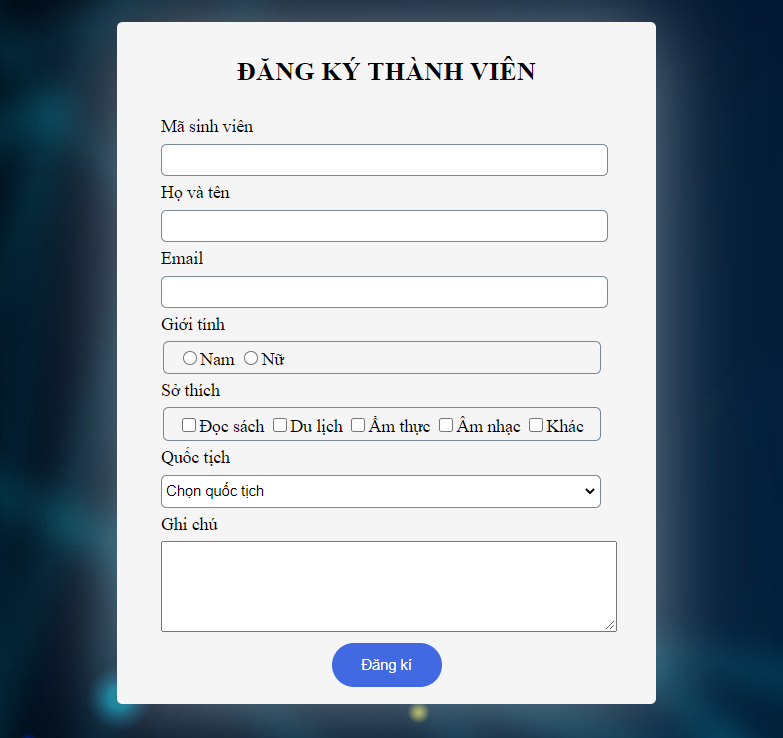 ĐĂNG KÝ THÀNH VIÊN
Mã sinh viên
Họ và tên
Email
Giới tính
Nam Nữ
Sở thích
Đọc sách Du lịch Ẩm thực Âm nhạc Khác
Quốc tịch
Chọn quốc tịch
Ghi chú
Đăng kí